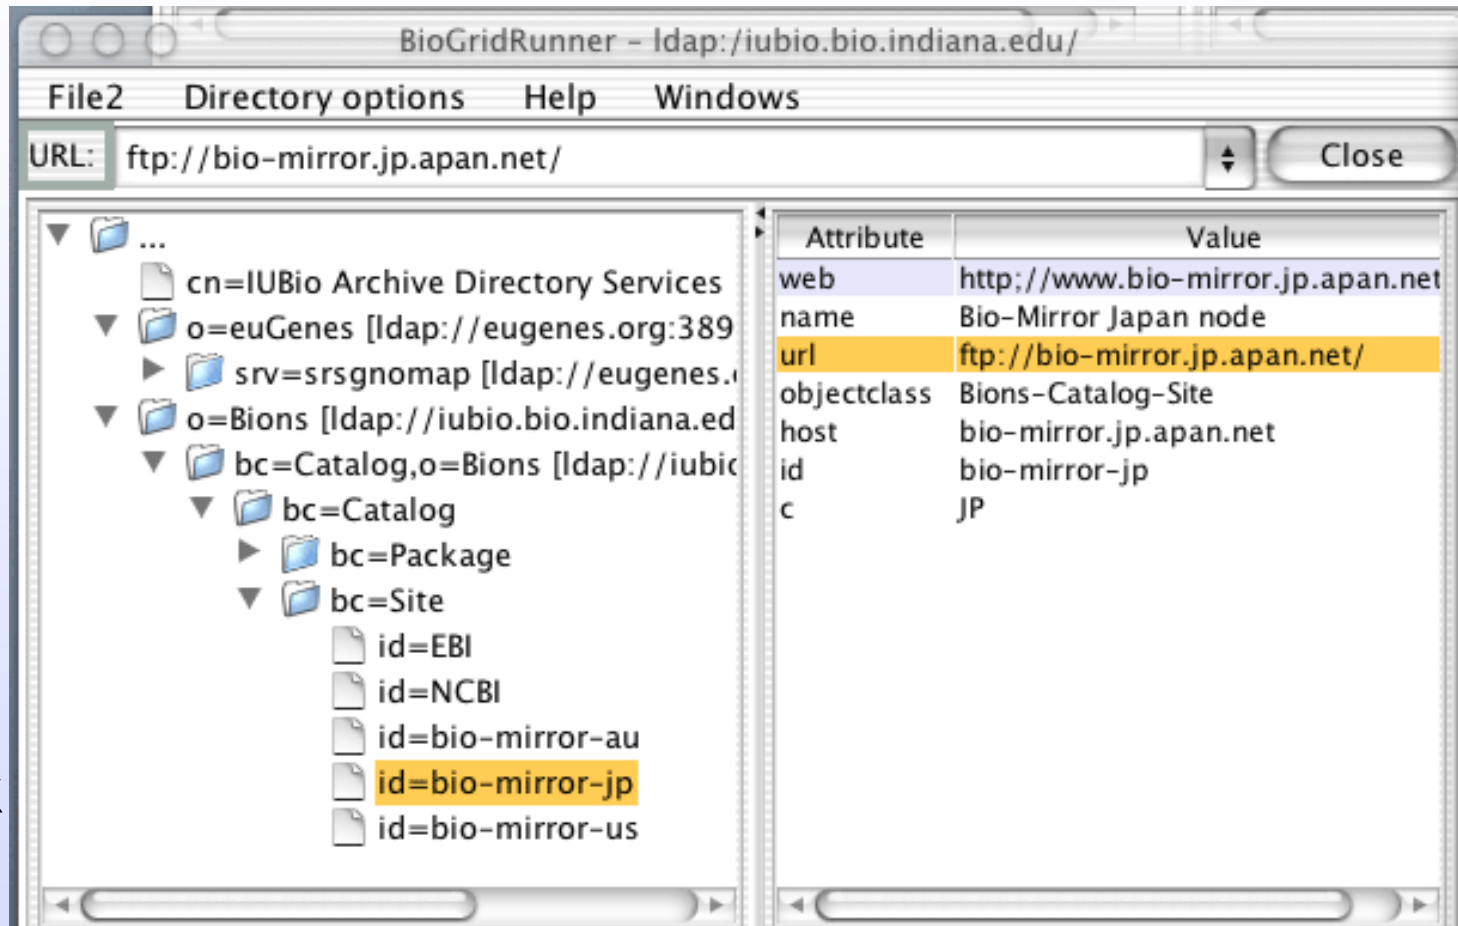 BioGridRunner – ldap:/iubio.bio.indiana.edu/
File2 Directory options Help Windows
URL: ftp://bio-mirror.jp.apan.net/ Close
...
cn=IUBio Archive Directory Services
o=euGenes [ldap://eugenes.org:389
srv=srsgnomap [ldap://eugenes.
o=Bions [ldap://iubio.bio.indiana.ed
bc=Catalog,o=Bions [ldap://iubio
bc=Catalog
bc=Package
bc=Site
id=EBI
id=NCBI
id=bio-mirror-au
id=bio-mirror-jp
id=bio-mirror-us
Attribute Value
web http;//www.bio-mirror.jp.apan.net
name Bio-Mirror Japan node
url ftp://bio-mirror.jp.apan.net/
objectclass Bions-Catalog-Site
host bio-mirror.jp.apan.net
id bio-mirror-jp
c JP